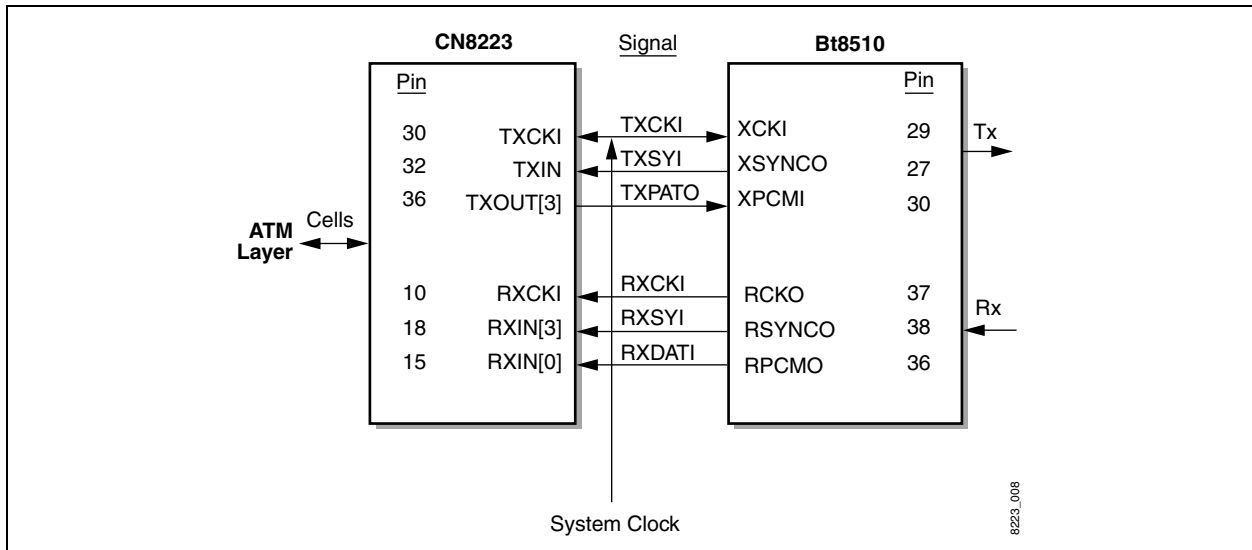 CN8223 Signal Bt8510
Pin Pin
30 TXCKI TXCKI XCKI 29 Tx
32 TXIN TXSYI XSYNCO 27
36 TXOUT[3] TXPATO XPCMI 30
ATM Layer Cells
10 RXCKI RXCKI RCKO 37 Rx
18 RXIN[3] RXSYI RSYNCO 38
15 RXIN[0] RXDATI RPCMO 36
System Clock
8223_008